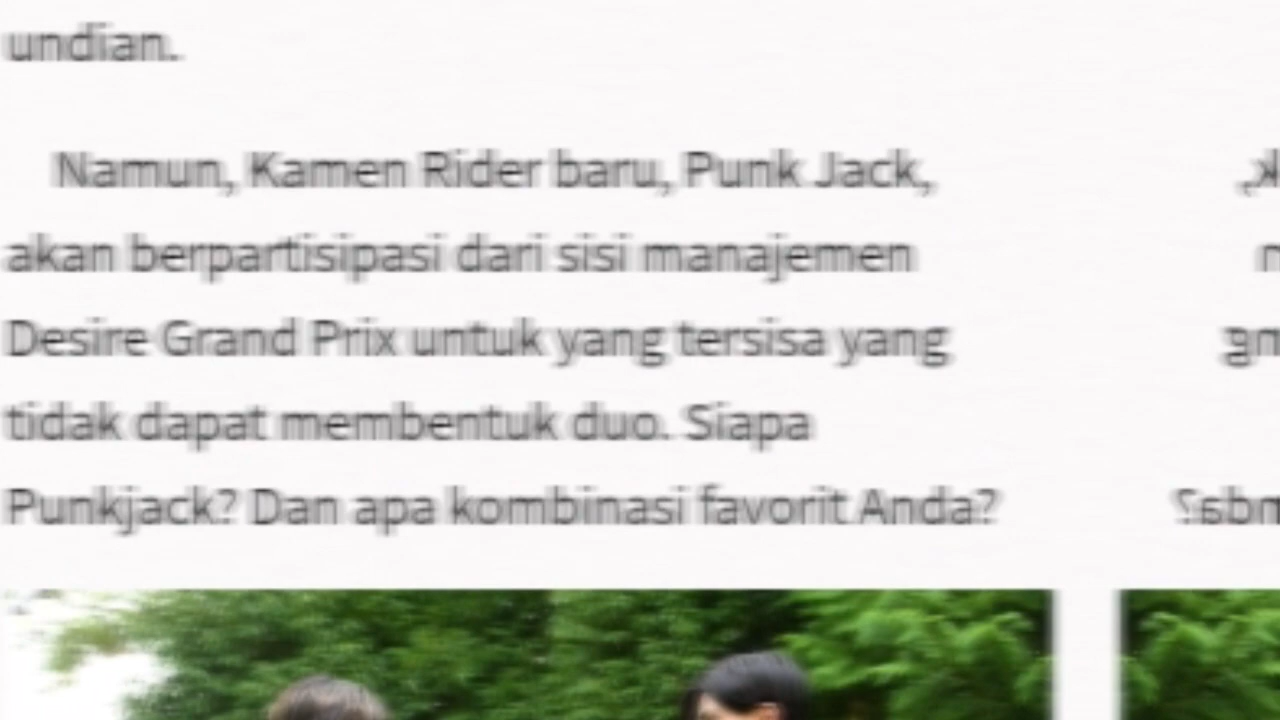 undian.
Namun, Kamen Rider baru, Punk Jack,
akan berpartisipasi dari sisi manajemen
Desire Grand Prix untuk yang tersisa yang
tidak dapat membentuk duo. Siapa
Punkjack? Dan apa kombinasi favorit Anda?